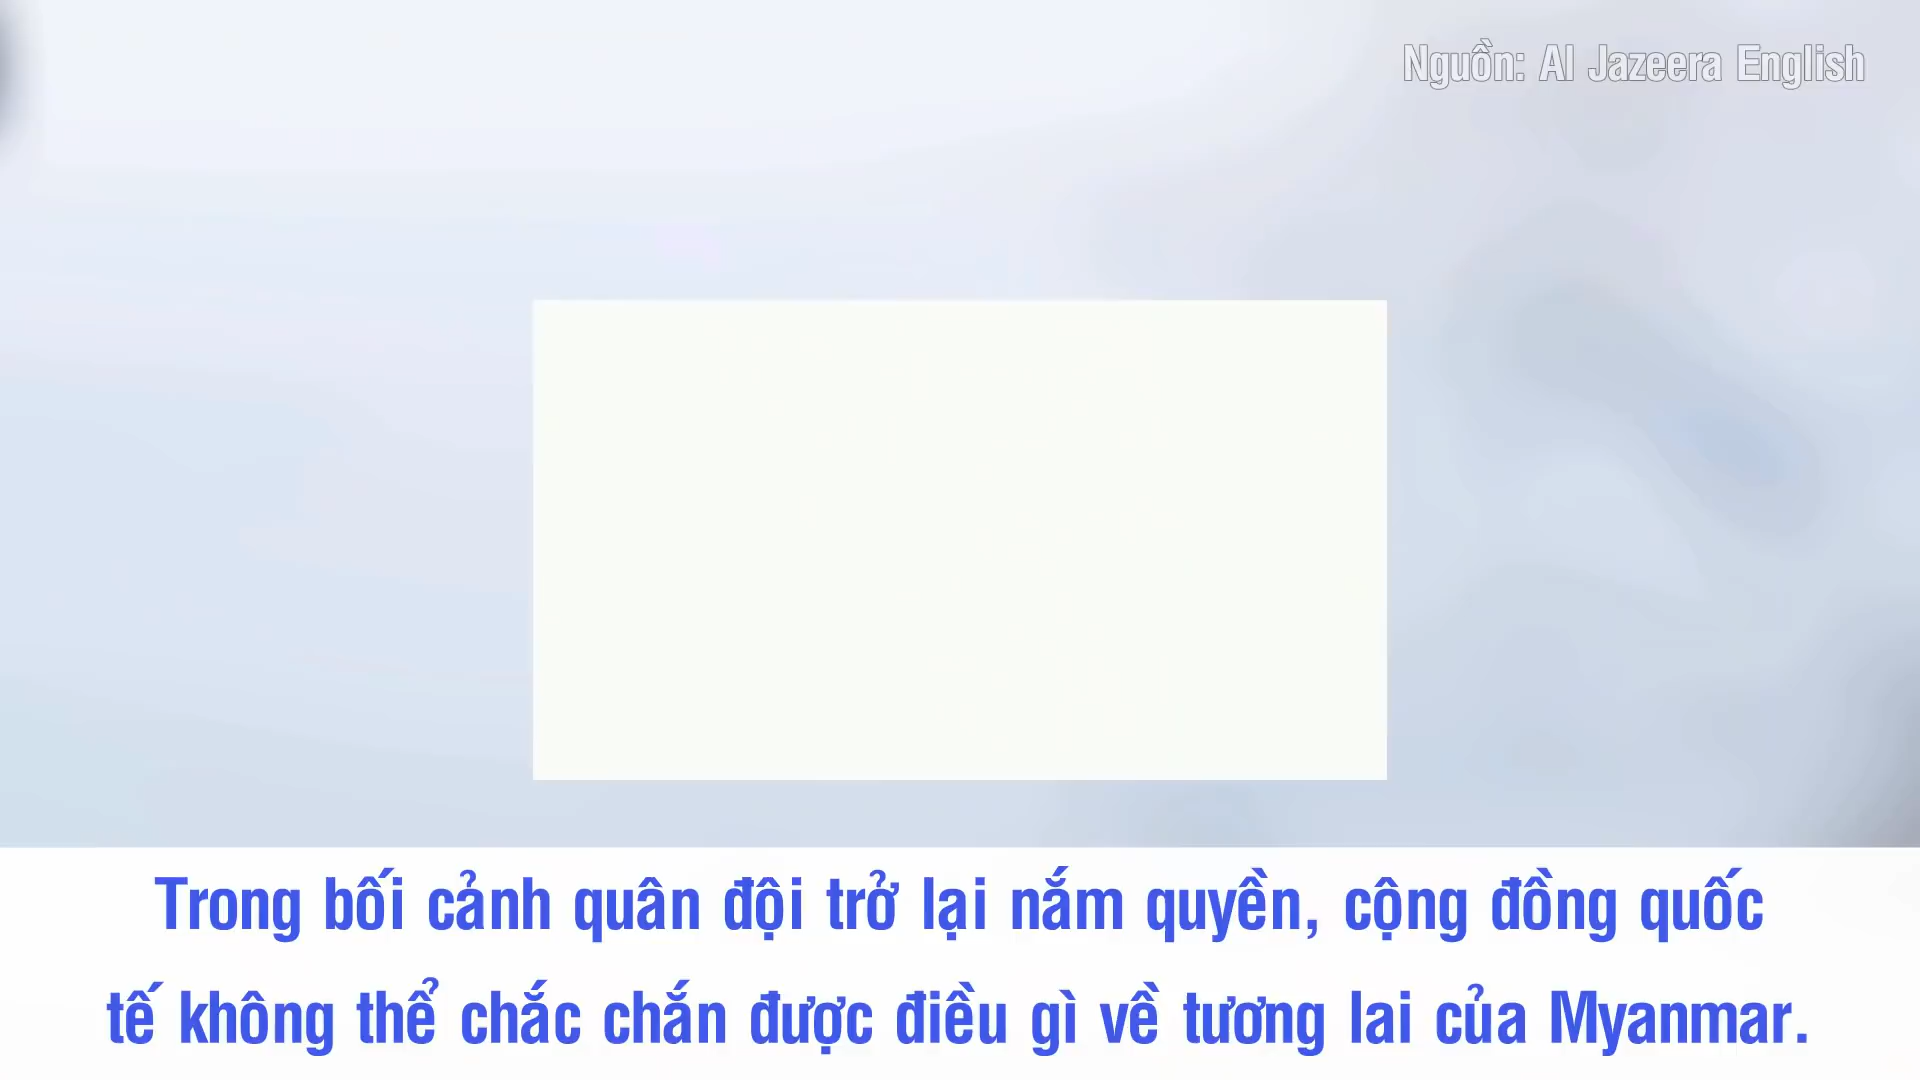 Nguồn: Al Jazeera English
Trong bối cảnh quân đội trở lại nắm quyền, cộng đồng quốc
tế không thể chắc chắn được điều gì về tương lai của Myanmar.